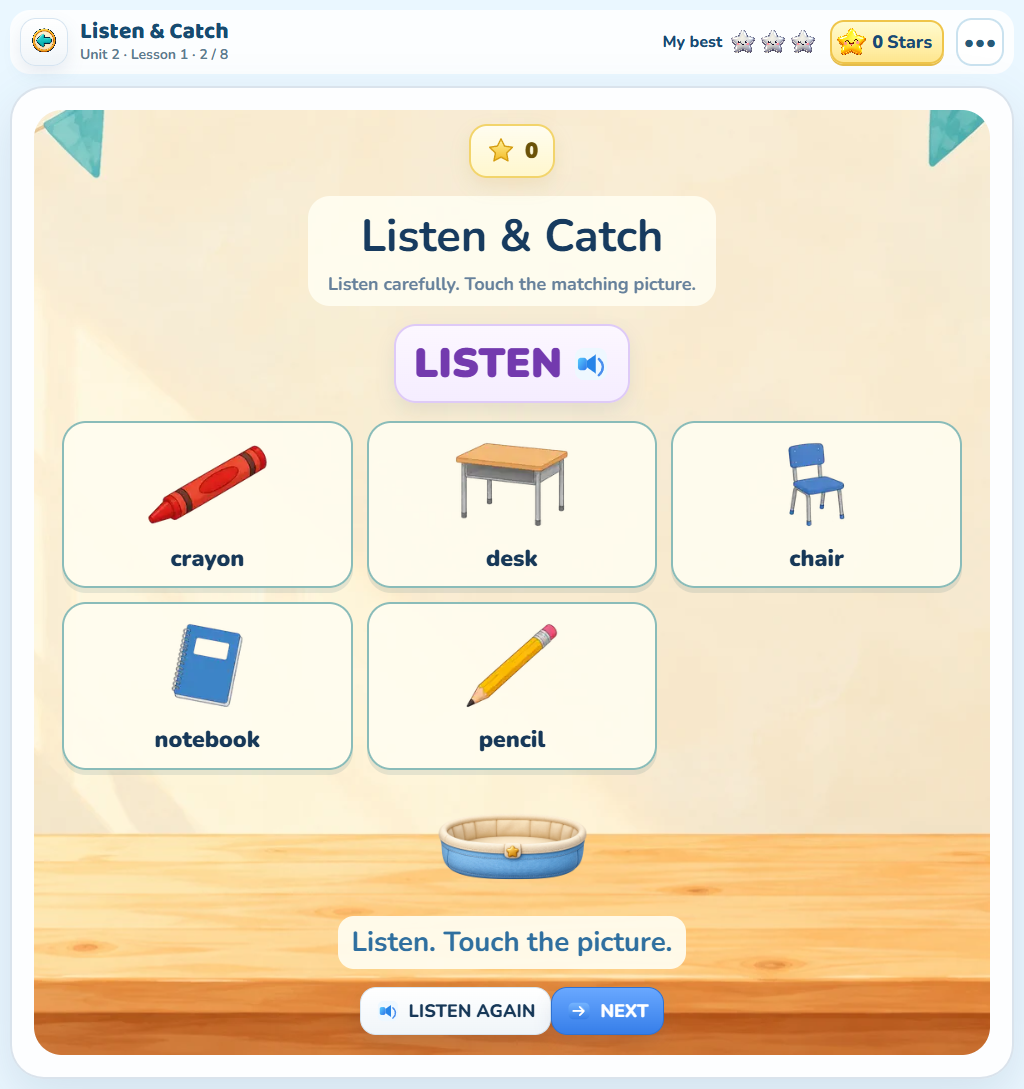 Listen & Catch
Unit 2 · Lesson 1 · 2 / 8
My best
0 Stars
0
Listen & Catch
Listen carefully. Touch the matching picture.
LISTEN
crayon
desk
chair
notebook
pencil
Listen. Touch the picture.
LISTEN AGAIN
NEXT